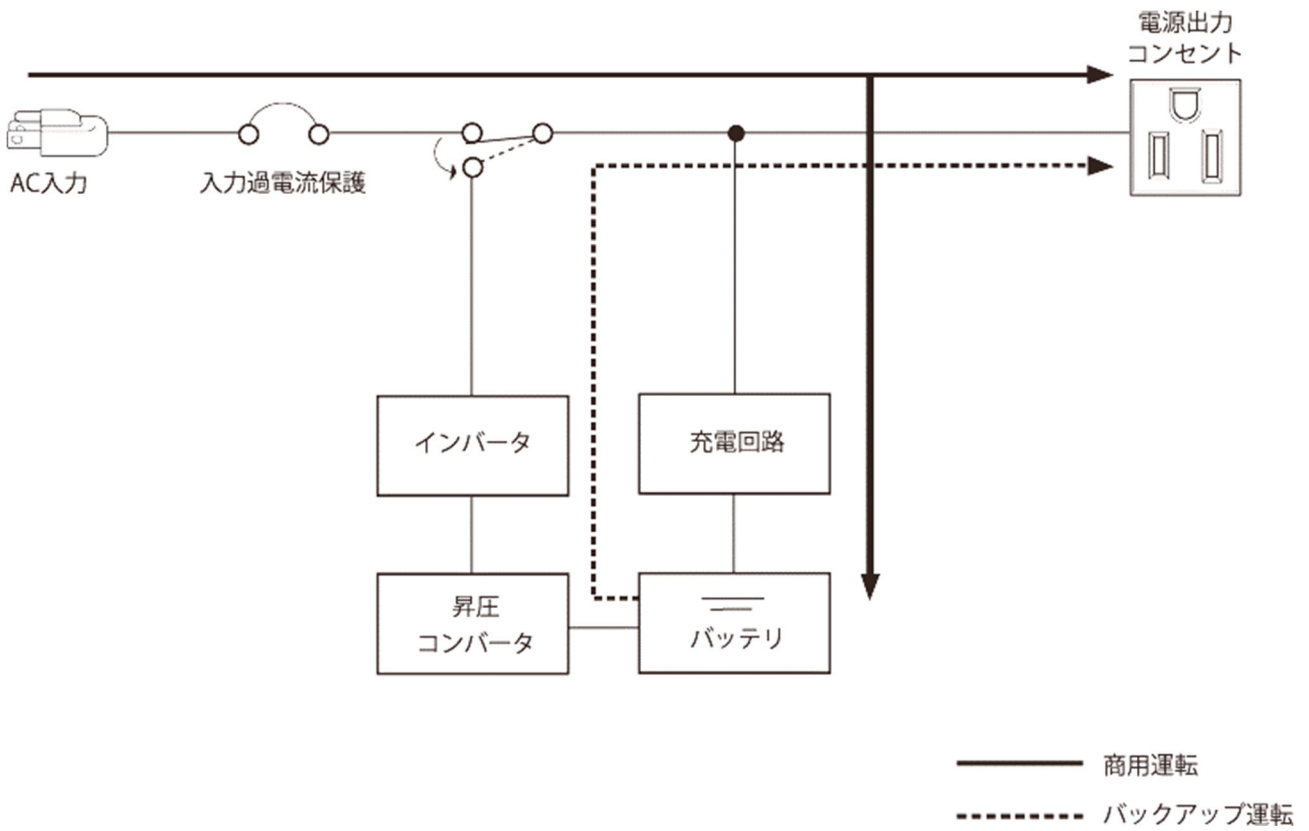 電源出力
コンセント
AC入力
入力過電流保護
インバータ
充電回路
昇圧
コンバータ
バッテリ
商用運転
バックアップ運転